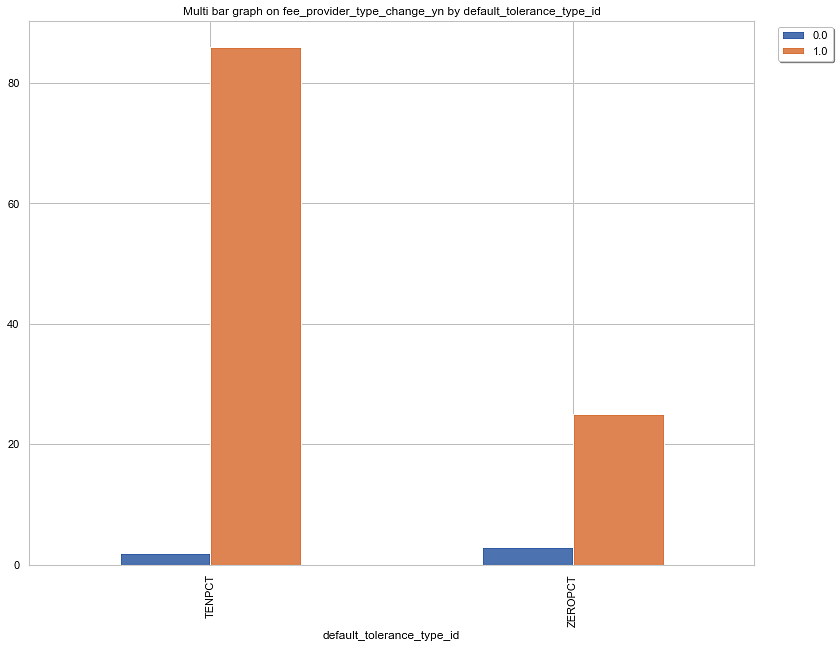 Multi bar graph on fee_provider_type_change_yn by default_tolerance_type_id
0.0
1.0
80
60
40
20
0
TENPCT
ZEROPCT
default_tolerance_type_id